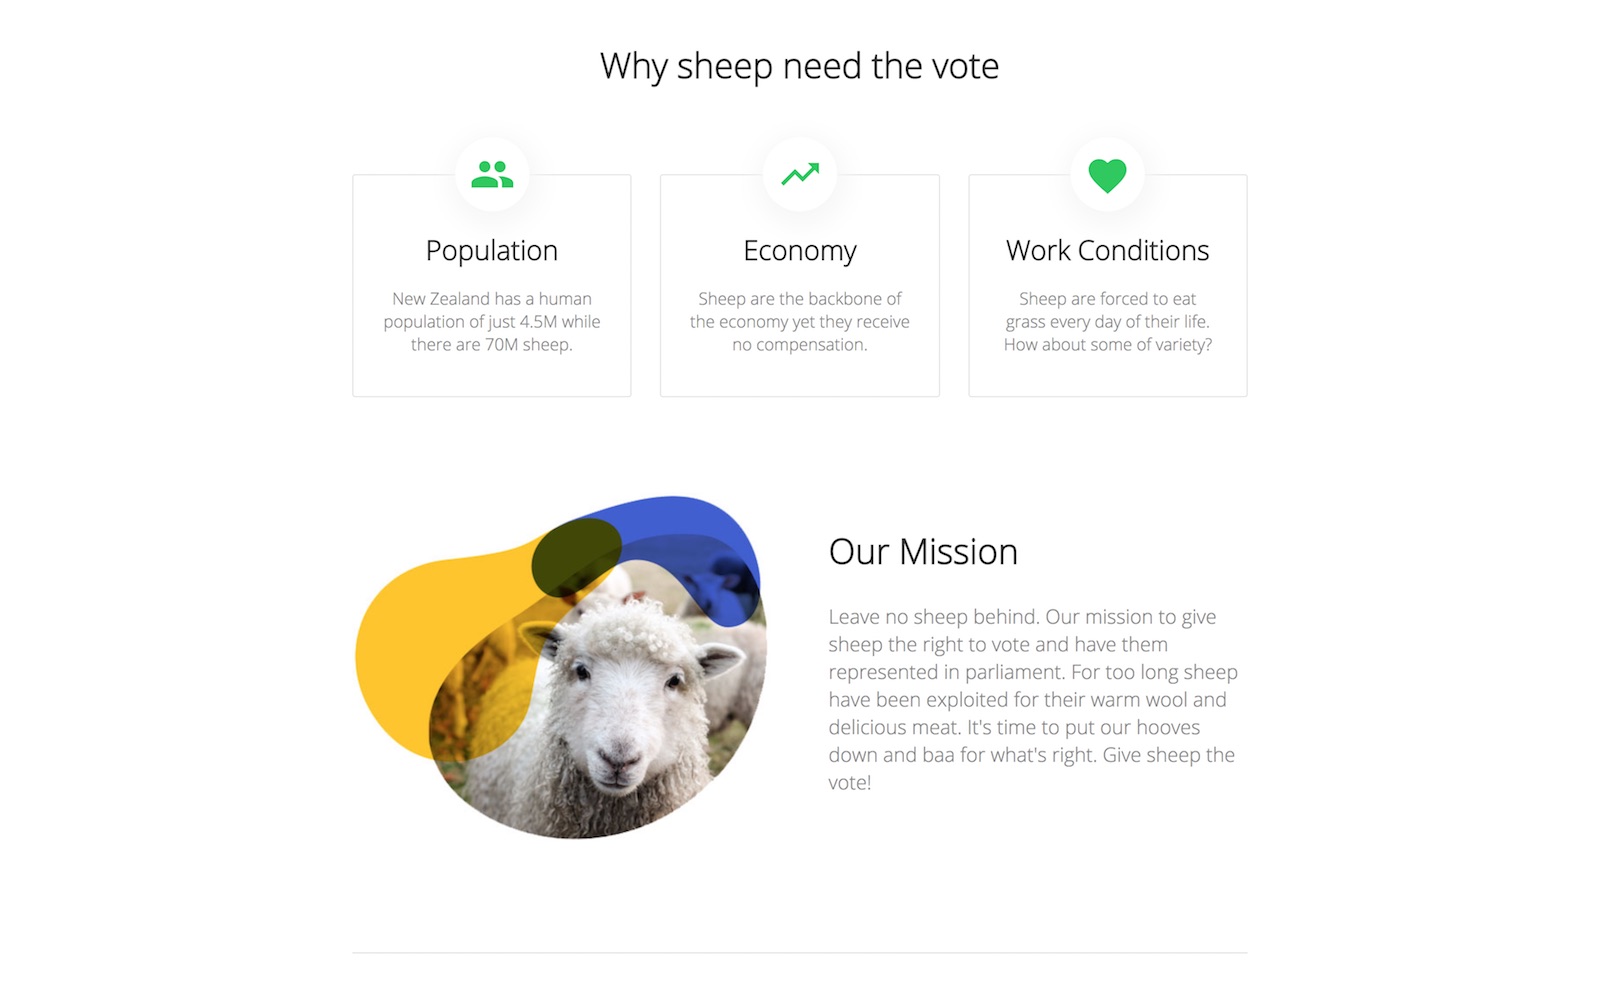 Why sheep need the vote
Population
New Zealand has a human
population of just 4.5M while
there are 70M sheep.
Economy
Sheep are the backbone of
the economy yet they receive
no compensation.
Work Conditions
Sheep are forced to eat
grass every day of their life.
How about some of variety?
Our Mission
Leave no sheep behind. Our mission to give
sheep the right to vote and have them
represented in parliament. For too long sheep
have been exploited for their warm wool and
delicious meat. It's time to put our hooves
down and baa for what's right. Give sheep the
vote!